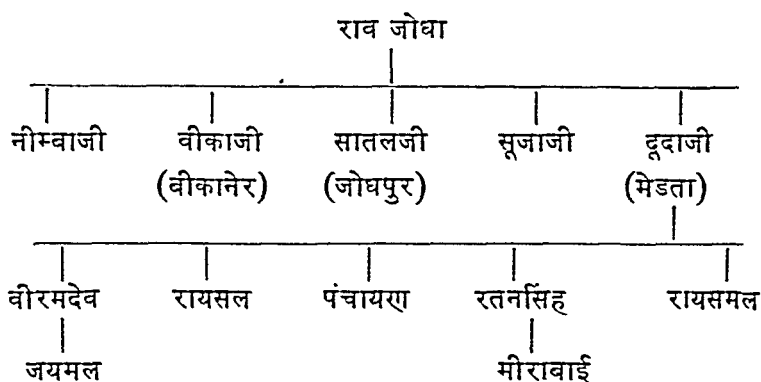 राव जोधा
नीम्वाजी वीकाजी सातलजी सूजाजी दूदाजी
(वीकानेर) (जोधपुर) (मेडता)
वीरमदेव रायसल पंचायण रतनसिंह रायसमल
जयमल मीरावाई